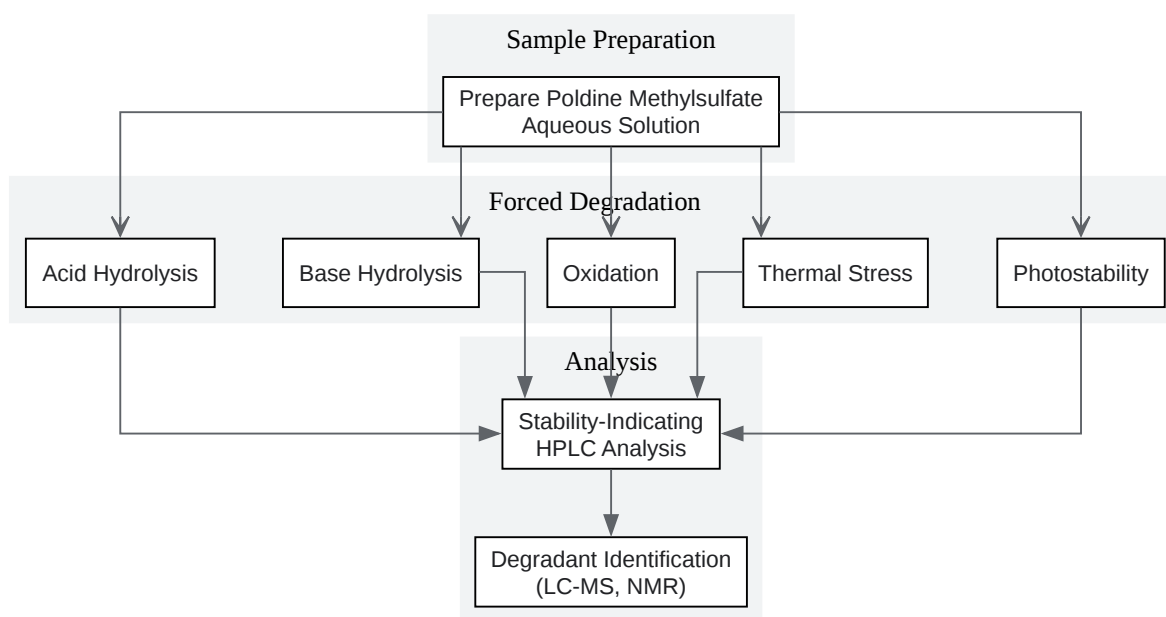 Sample Preparation
Prepare Poldine Methylsulfate
Aqueous Solution
Forced Degradation
Acid Hydrolysis
Base Hydrolysis
Oxidation
Thermal Stress
Photostability
Analysis
Stability-Indicating
HPLC Analysis
Degradant Identification
(LC-MS, NMR)